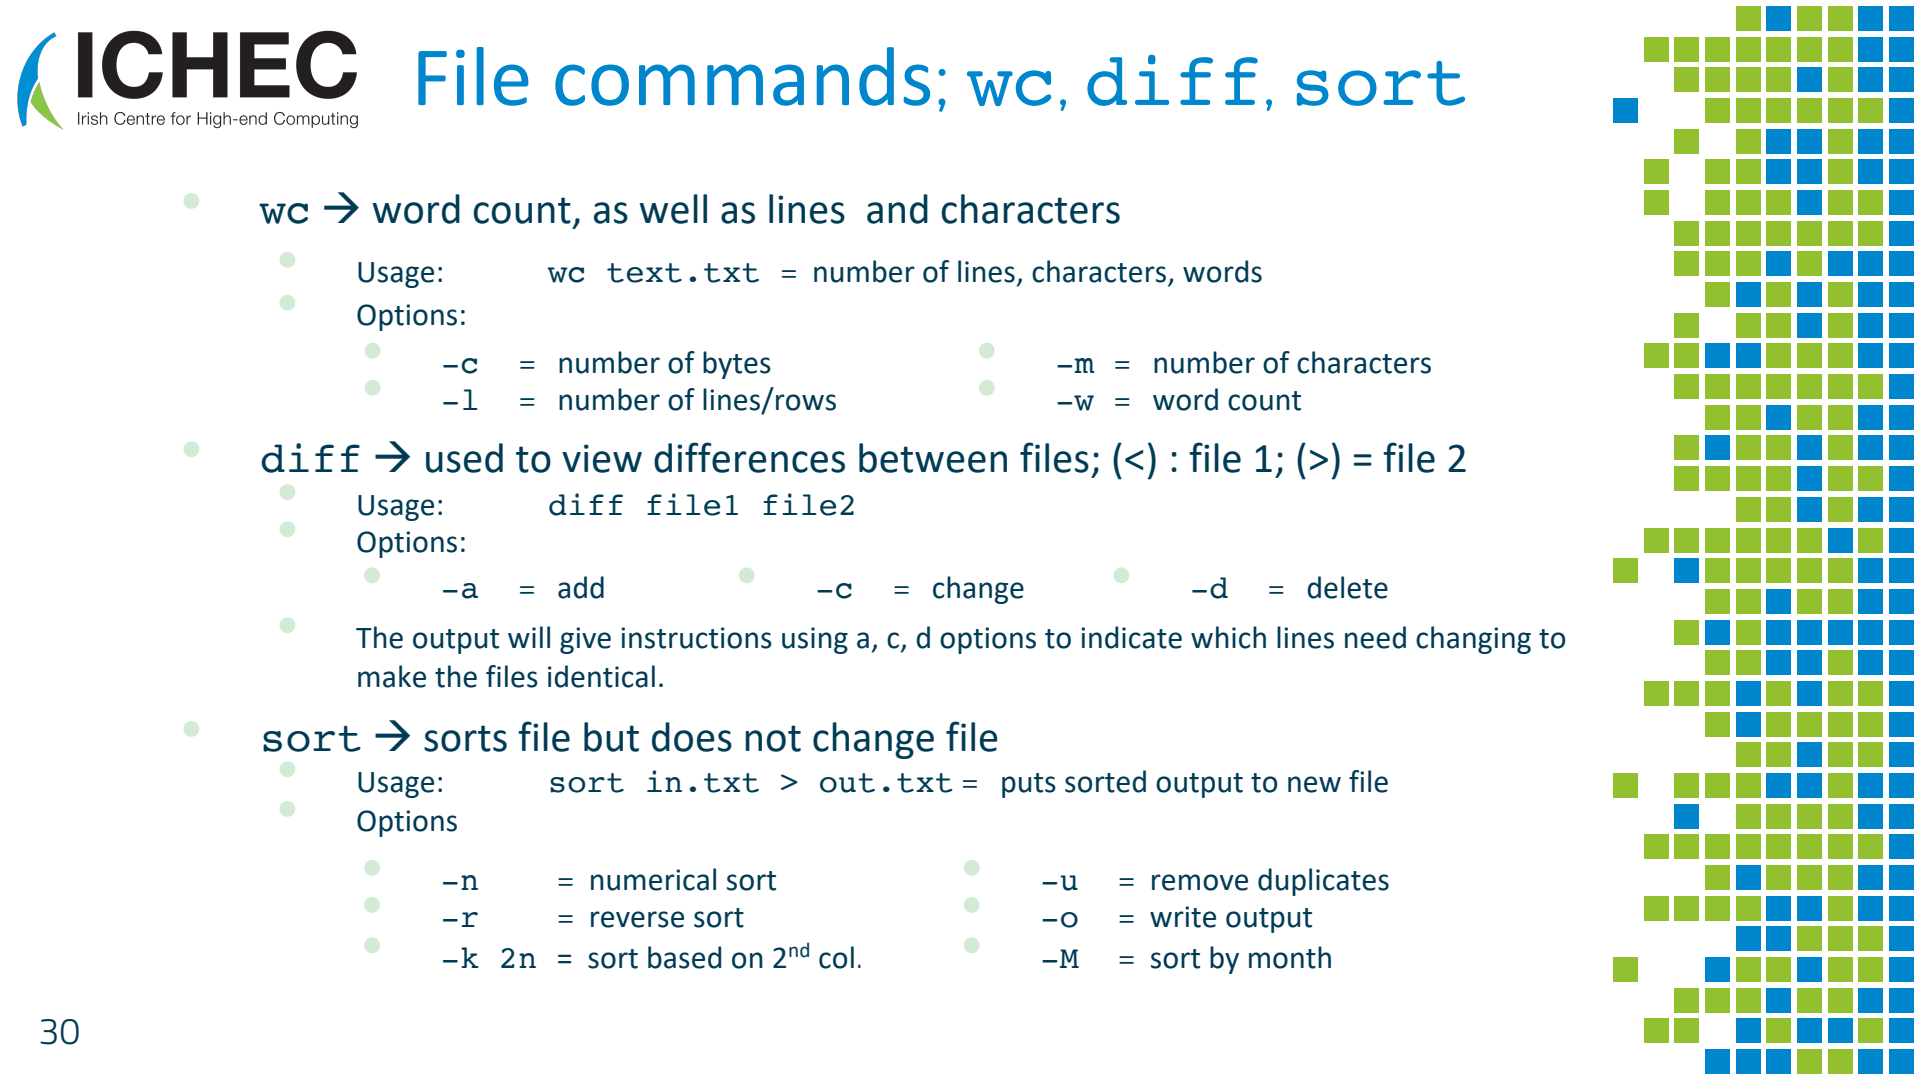 ICHEC
Irish Centre for High-end Computing
File commands; wc, diff, sort
wc → word count, as well as lines and characters
Usage: wc text.txt = number of lines, characters, words
Options:
–c = number of bytes –m = number of characters
–l = number of lines/rows –w = word count
diff → used to view differences between files; (<) : file 1; (>) = file 2
Usage: diff file1 file2
Options:
–a = add –c = change –d = delete
The output will give instructions using a, c, d options to indicate which lines need changing to
make the files identical.
sort → sorts file but does not change file
Usage: sort in.txt > out.txt = puts sorted output to new file
Options
–n = numerical sort –u = remove duplicates
–r = reverse sort –o = write output
–k 2n = sort based on 2nd col. –M = sort by month
30